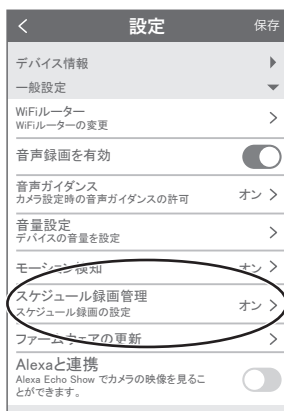 設定
保存
デバイス情報
一般設定
WiFiルーター
WiFiルーターの変更
音声録画を有効
音声ガイダンス
カメラ設定時の音声ガイダンスの許可
オン
音量設定
デバイスの音量を設定
モーション検知
オン
スケジュール録画管理
スケジュール録画の設定
オン
ファームウェアの更新
Alexaと連携
Alexa Echo Show でカメラの映像を見るこ
とができます。